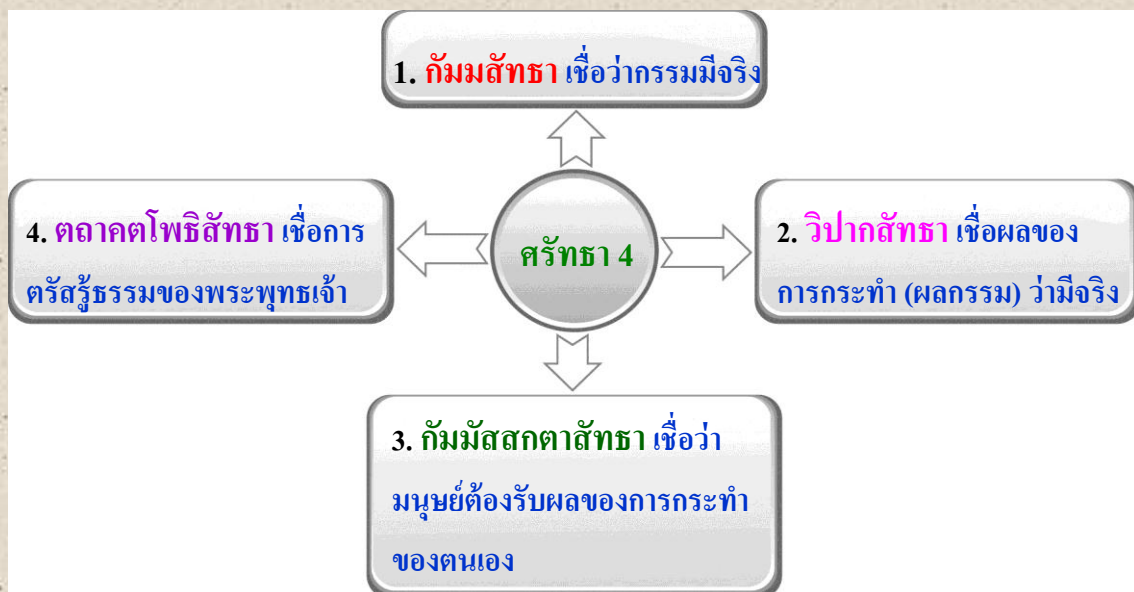 1. กัมมสัทธา เชื่อว่ากรรมมีจริง
4. ตถาคตโพธิสัทธา เชื่อการ
ตรัสรู้ธรรมของพระพุทธเจ้า
ศรัทธา 4
2. วิปากสัทธา เชื่อผลของ
การกระทำ (ผลกรรม) ว่ามีจริง
3. กัมมัสสกตาสัทธา เชื่อว่า
มนุษย์ต้องรับผลของการกระทำ
ของตนเอง